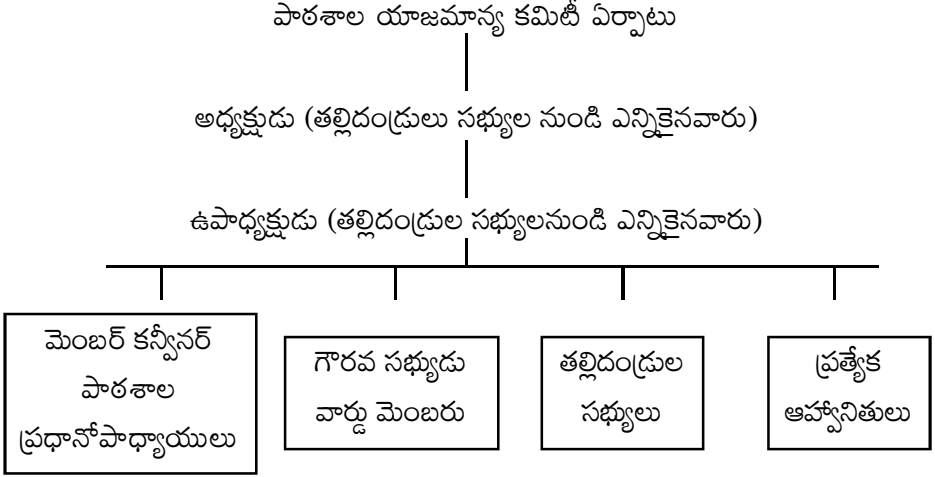 పాఠశాల యాజమాన్య కమిటీ ఏర్పాటు
అధ్యక్షుడు (తల్లిదండ్రులు సభ్యుల నుండి ఎన్నికైనవారు)
ఉపాధ్యక్షుడు (తల్లిదండ్రుల సభ్యులనుండి ఎన్నికైనవారు)
మెంబర్ కన్వీనర్
పాఠశాల
ప్రధానోపాధ్యాయులు
గౌరవ సభ్యుడు
వార్డు మెంబరు
తల్లిదండ్రుల
సభ్యులు
ప్రత్యేక
ఆహ్వానితులు